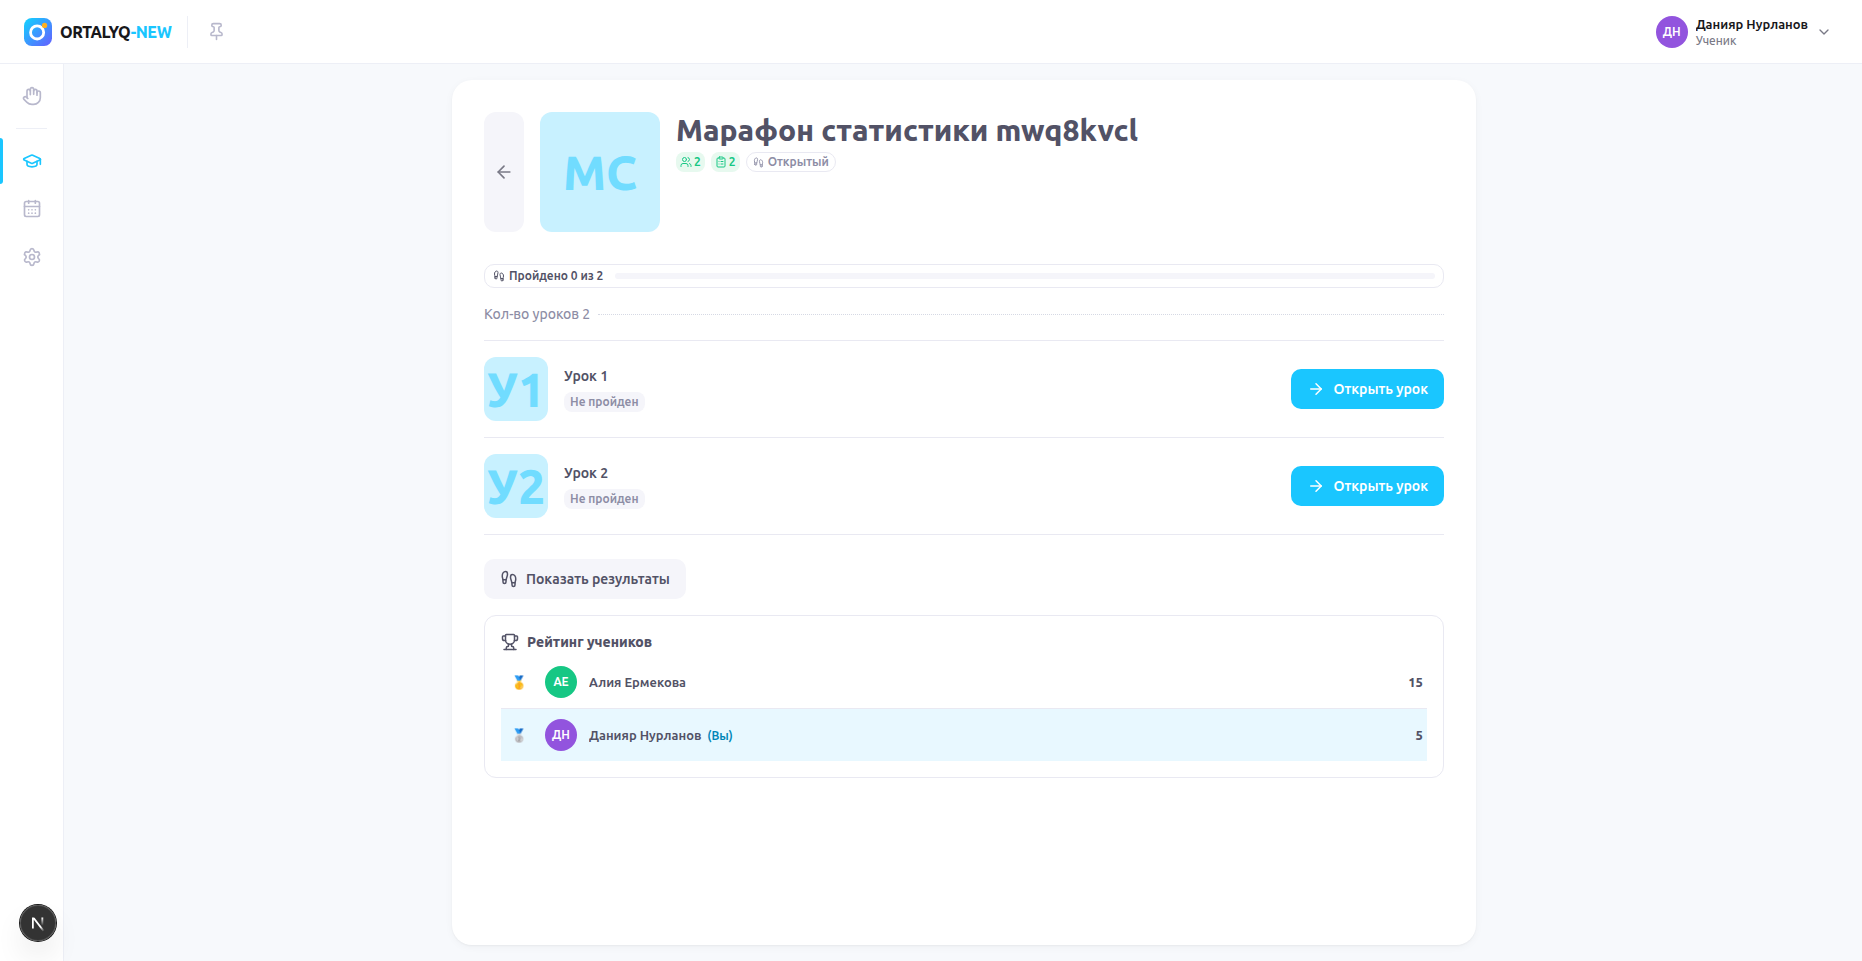 ORTALYQ-NEW
ДН
Данияр Нурланов
Ученик
МС
Марафон статистики mwq8kvcl
2
2
Открытый
Пройдено 0 из 2
Кол-во уроков 2
У1
Урок 1
Не пройден
Открыть урок
У2
Урок 2
Не пройден
Открыть урок
Показать результаты
Рейтинг учеников
АЕ
Алия Ермекова
15
ДН
Данияр Нурланов (Вы)
5
N